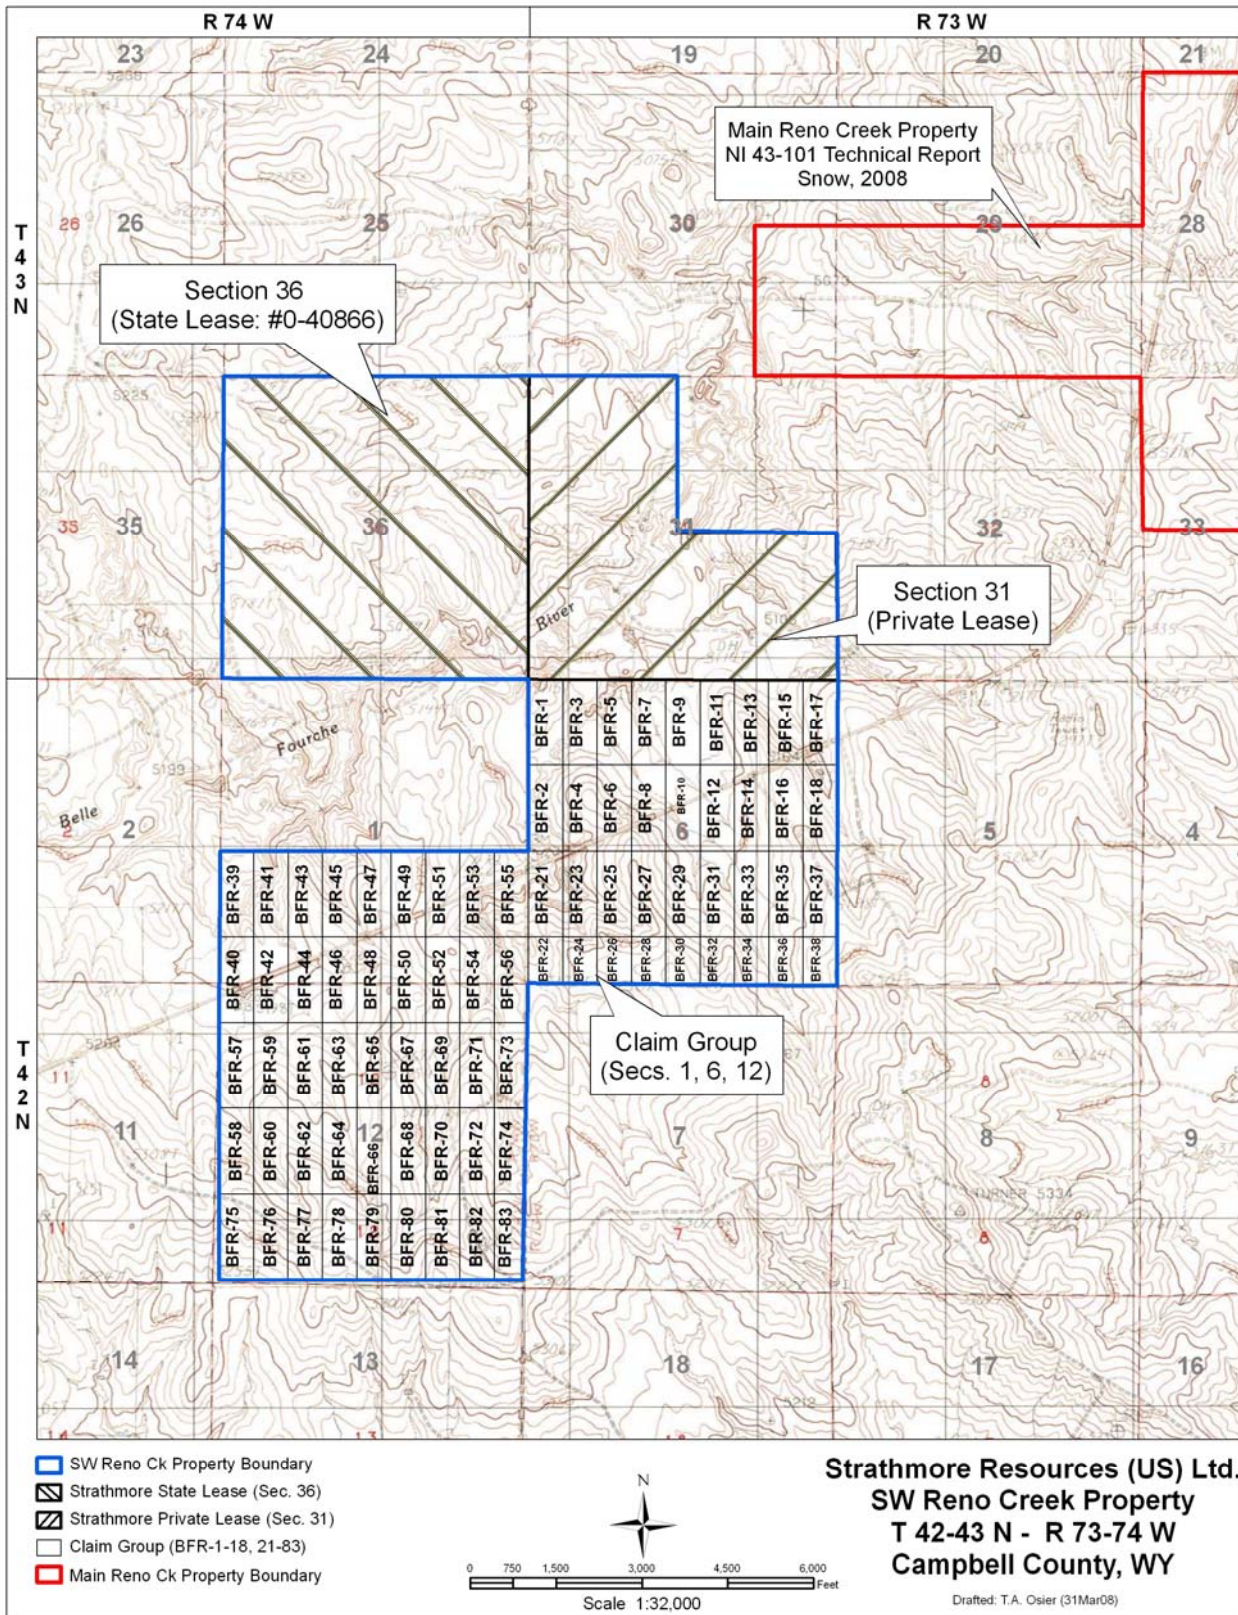 R 74 W
R 73 W
23
24
19
20
21
Main Reno Creek Property
NI 43-101 Technical Report
Snow, 2008
26
26
25
30
29
28
T
43
N
Section 36
(State Lease: #0-40866)
5225
35
35
36
31
32
33
Section 31
(Private Lease)
River
BFR-1
BFR-3
BFR-5
BFR-7
BFR-9
BFR-11
BFR-13
BFR-15
BFR-17
Fourche
Belle
BFR-2
BFR-4
BFR-6
BFR-8
BFR-10
BFR-12
BFR-14
BFR-16
BFR-18
2
2
1
6
5
4
BFR-39
BFR-41
BFR-43
BFR-45
BFR-47
BFR-49
BFR-51
BFR-53
BFR-55
BFR-21
BFR-23
BFR-25
BFR-27
BFR-29
BFR-31
BFR-33
BFR-35
BFR-37
BFR-40
BFR-42
BFR-44
BFR-46
BFR-48
BFR-50
BFR-52
BFR-54
BFR-56
BFR-22
BFR-24
BFR-26
BFR-28
BFR-30
BFR-32
BFR-34
BFR-36
BFR-38
Claim Group
(Secs. 1, 6, 12)
T
42
N
BFR-57
BFR-59
BFR-61
BFR-63
BFR-65
BFR-67
BFR-69
BFR-71
BFR-73
11
8
11
12
7
8
9
BFR-58
BFR-60
BFR-62
BFR-64
BFR-66
BFR-68
BFR-70
BFR-72
BFR-74
TURNER 5334
BFR-75
BFR-76
BFR-77
BFR-78
BFR-79
BFR-80
BFR-81
BFR-82
BFR-83
11
7
8
14
13
18
17
16
SW Reno Ck Property Boundary
Strathmore State Lease (Sec. 36)
Strathmore Private Lease (Sec. 31)
Claim Group (BFR-1-18, 21-83)
Main Reno Ck Property Boundary
N
0 750 1,500 3,000 4,500 6,000
Feet
Scale 1:32,000
Strathmore Resources (US) Ltd.
SW Reno Creek Property
T 42-43 N - R 73-74 W
Campbell County, WY
Drafted: T.A. Osier (31Mar08)